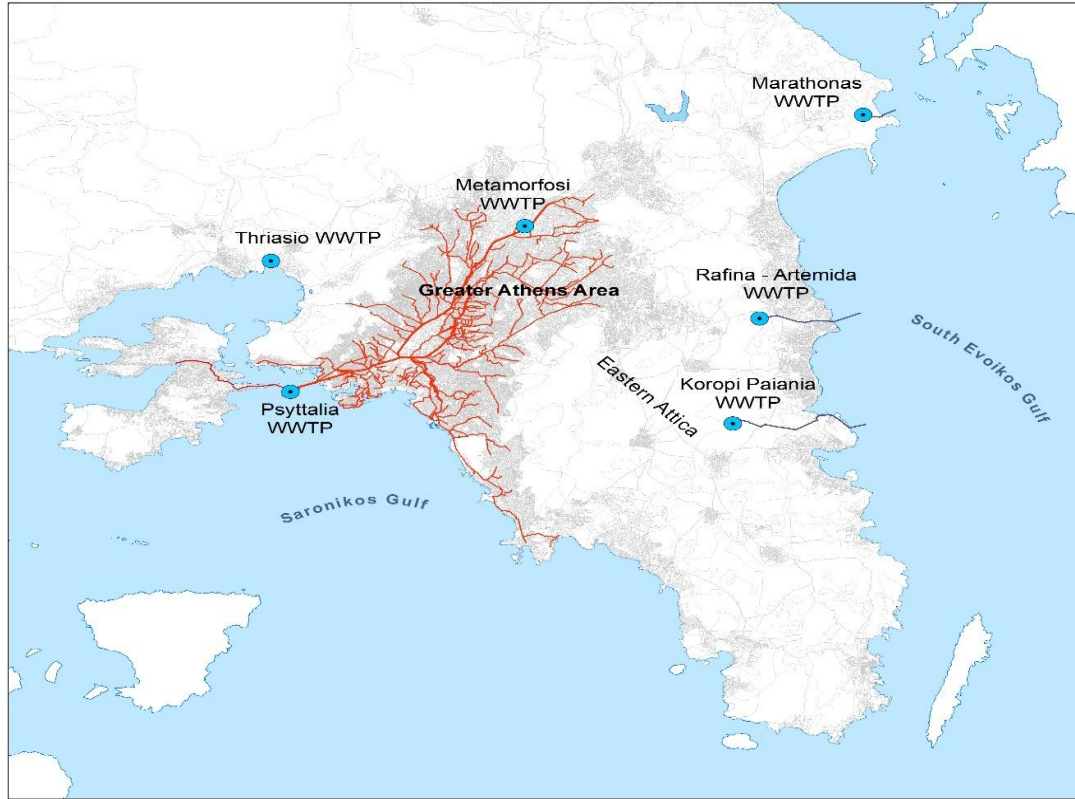 Marathonas
WWTP
Metamorfosi
WWTP
Thriasio WWTP
Rafina - Artemida
WWTP
Greater Athens Area
South Evoikos Gulf
Eastern Attica
Koropi Paiania
WWTP
Psyttalia
WWTP
Saronikos Gulf